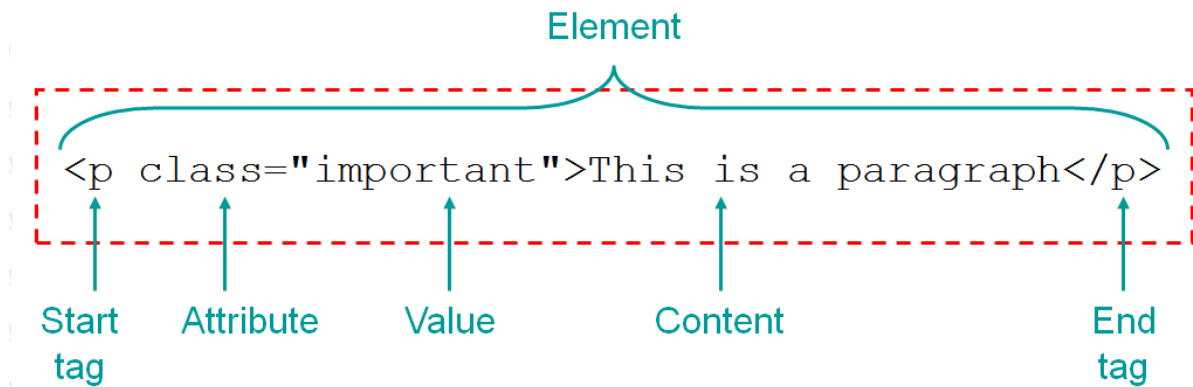 Element
<p class="important">This is a paragraph</p>
Start tag
Attribute
Value
Content
End tag